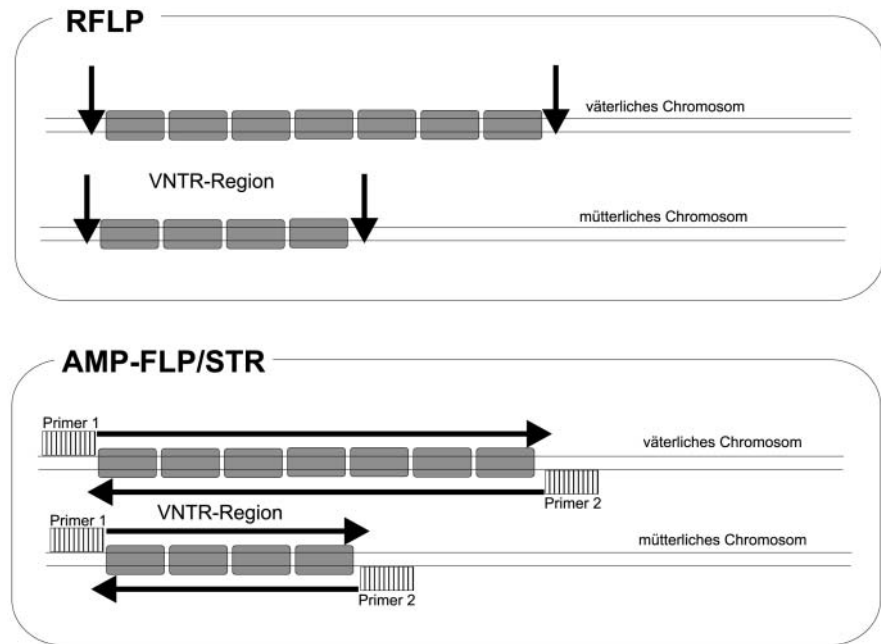 RFLP
väterliches Chromosom
VNTR-Region
mütterliches Chromosom
AMP-FLP/STR
Primer 1
väterliches Chromosom
Primer 2
Primer 1
VNTR-Region
mütterliches Chromosom
Primer 2